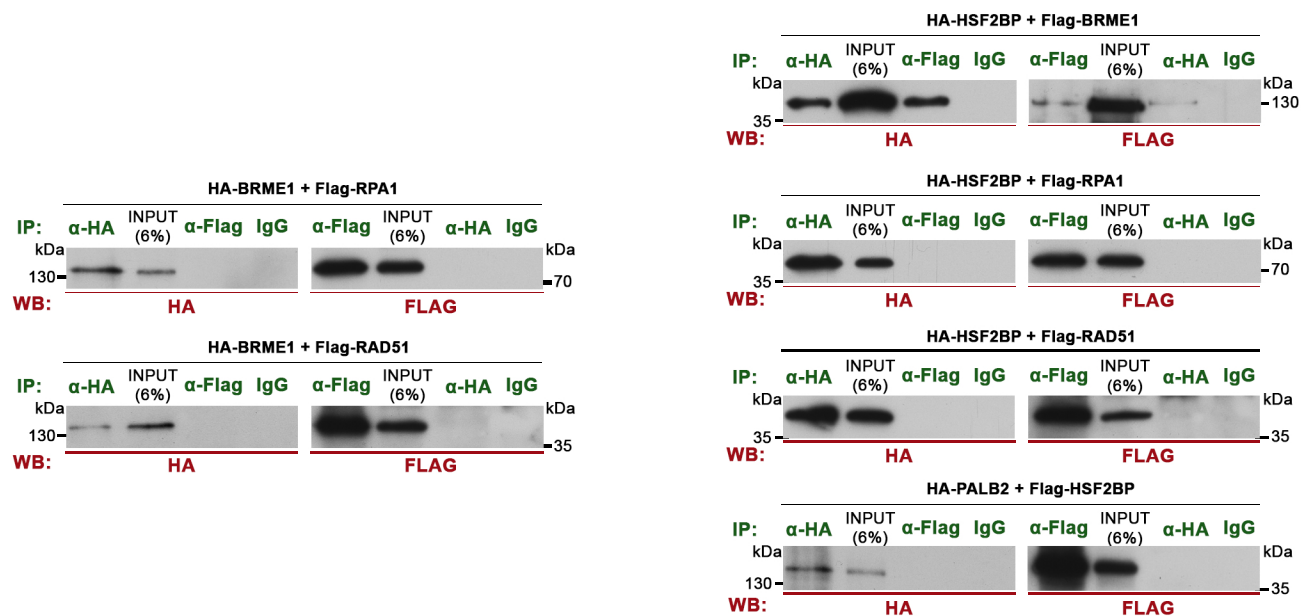 HA-BRME1 + Flag-RPA1
IP: α-HA INPUT (6%) α-Flag IgG α-Flag INPUT (6%) α-HA IgG
kDa kDa
130 70
WB: HA FLAG
HA-BRME1 + Flag-RAD51
IP: α-HA INPUT (6%) α-Flag IgG α-Flag INPUT (6%) α-HA IgG
kDa kDa
130 35
WB: HA FLAG
HA-HSF2BP + Flag-BRME1
IP: α-HA INPUT (6%) α-Flag IgG α-Flag INPUT (6%) α-HA IgG
kDa kDa
35 130
WB: HA FLAG
HA-HSF2BP + Flag-RPA1
IP: α-HA INPUT (6%) α-Flag IgG α-Flag INPUT (6%) α-HA IgG
kDa kDa
35 70
WB: HA FLAG
HA-HSF2BP + Flag-RAD51
IP: α-HA INPUT (6%) α-Flag IgG α-Flag INPUT (6%) α-HA IgG
kDa kDa
35 35
WB: HA FLAG
HA-PALB2 + Flag-HSF2BP
IP: α-HA INPUT (6%) α-Flag IgG α-Flag INPUT (6%) α-HA IgG
kDa kDa
130 35
WB: HA FLAG